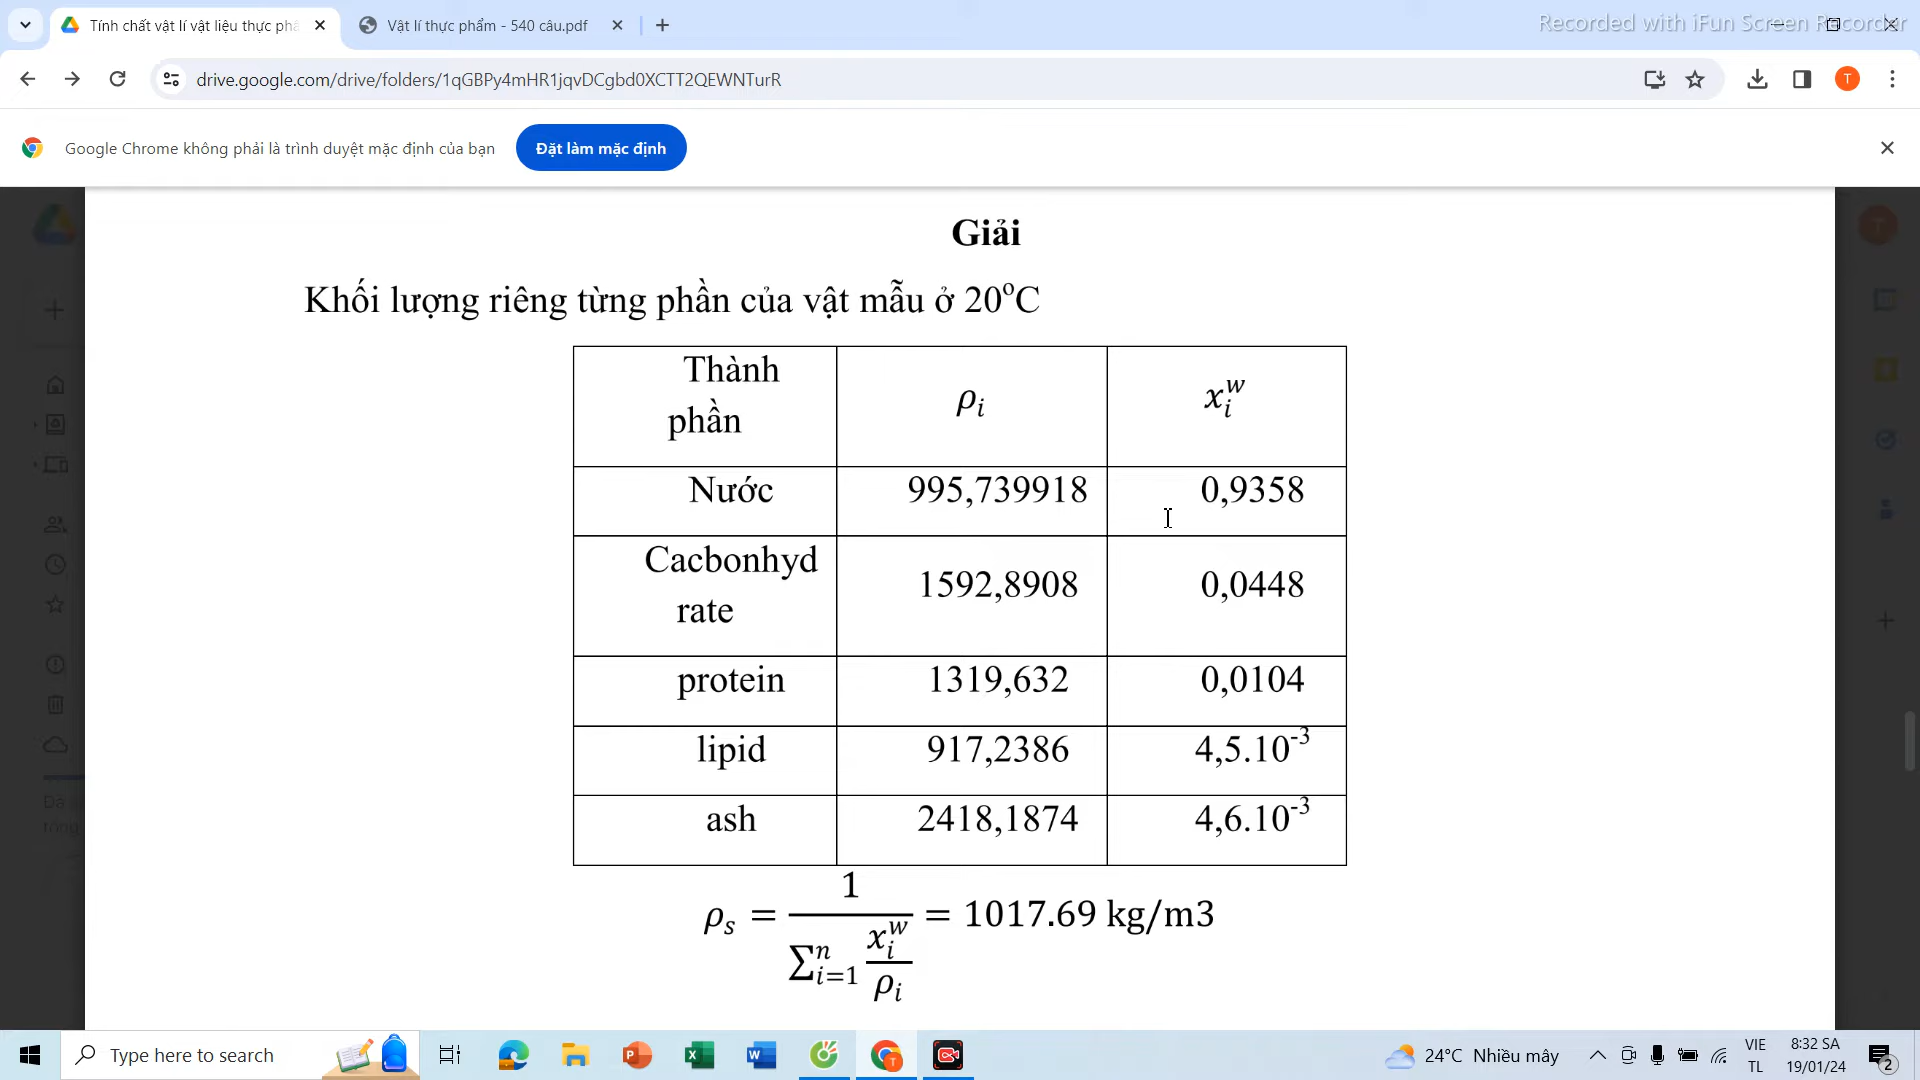 Tính chất vật lí vật liệu thực phẩ
Vật lí thực phẩm - 540 câu.pdf
Recorded with iFun Screen Recorder
drive.google.com/drive/folders/1qGBPy4mHR1jqvDCgbd0XCTT2QEWNTurR
T
Google Chrome không phải là trình duyệt mặc định của bạn
Đặt làm mặc định
Giải
Khối lượng riêng từng phần của vật mẫu ở 20°C
Thành phần ρᵢ xᵢʷ
Nước 995,739918 0,9358
Cacbonhydrate 1592,8908 0,0448
protein 1319,632 0,0104
lipid 917,2386 4,5.10⁻³
ash 2418,1874 4,6.10⁻³
ρₛ = 1 / (∑ⁿᵢ₌₁ xᵢʷ/ρᵢ) = 1017.69 kg/m3
Type here to search
24°C Nhiều mây
VIE
TL
8:32 SA
19/01/24
2